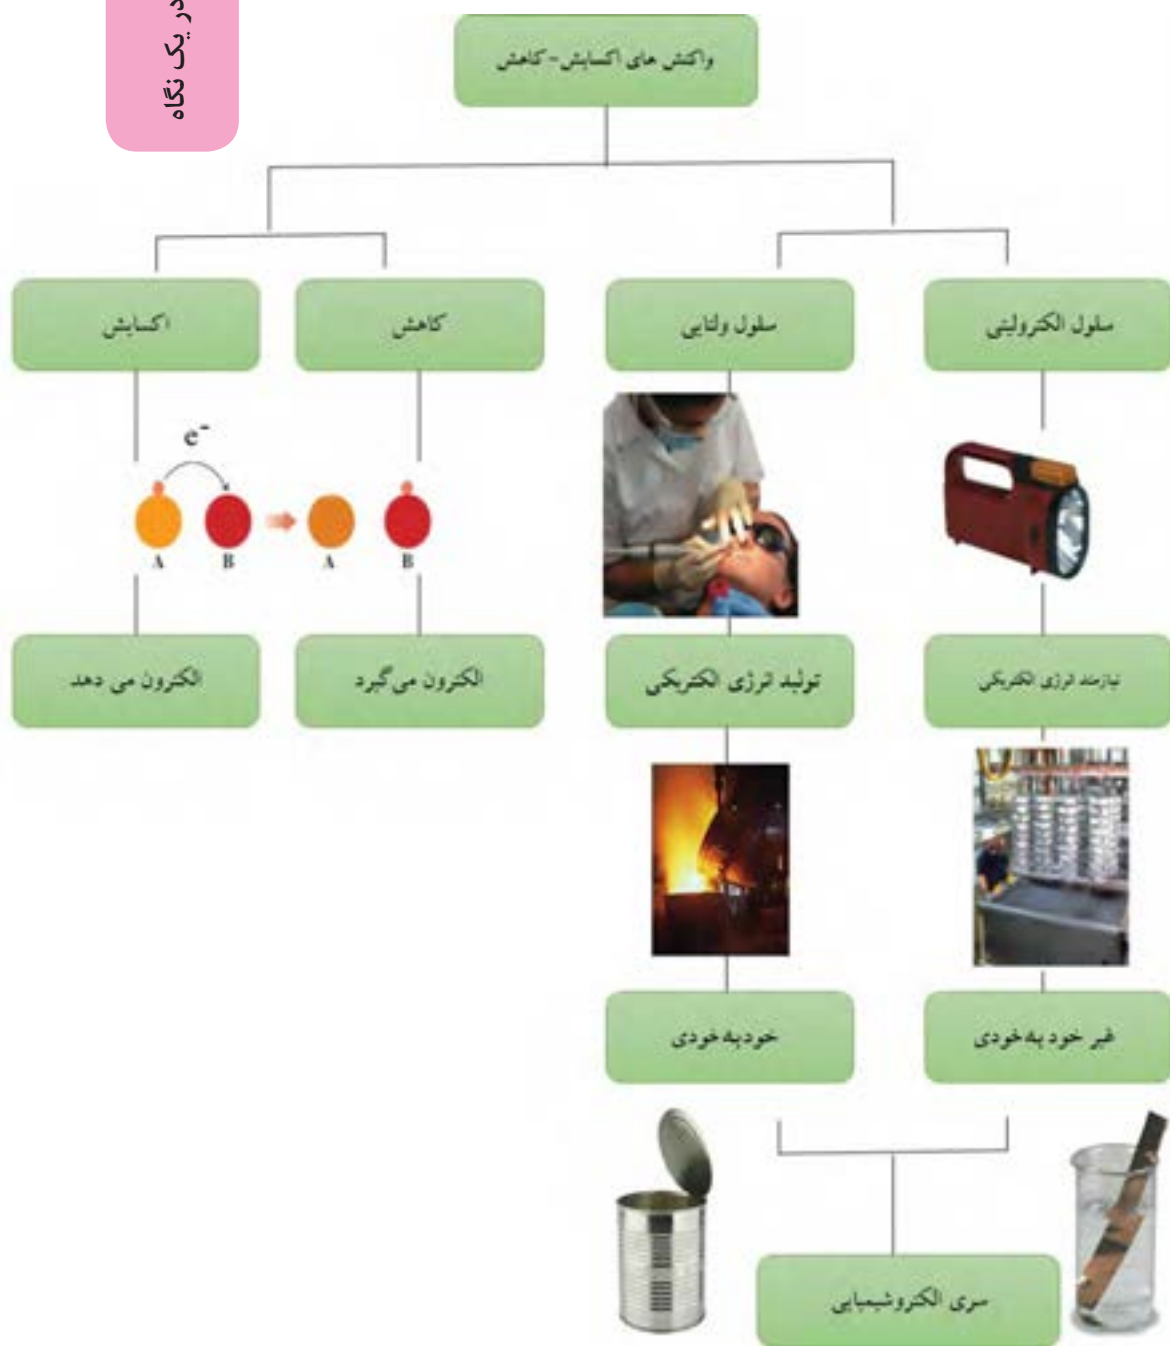 در یک نگاه
واکنش های اکسایش-کاهش
سلول الکترولیتی
سلول ولتایی
کاهش
اکسایش
e-
A B A B
نیازمند انرژی الکتریکی
تولید انرژی الکتریکی
الکترون می‌گیرد
الکترون می دهد
غیر خود به‌خودی
خودبه‌خودی
سری الکتروشیمیایی